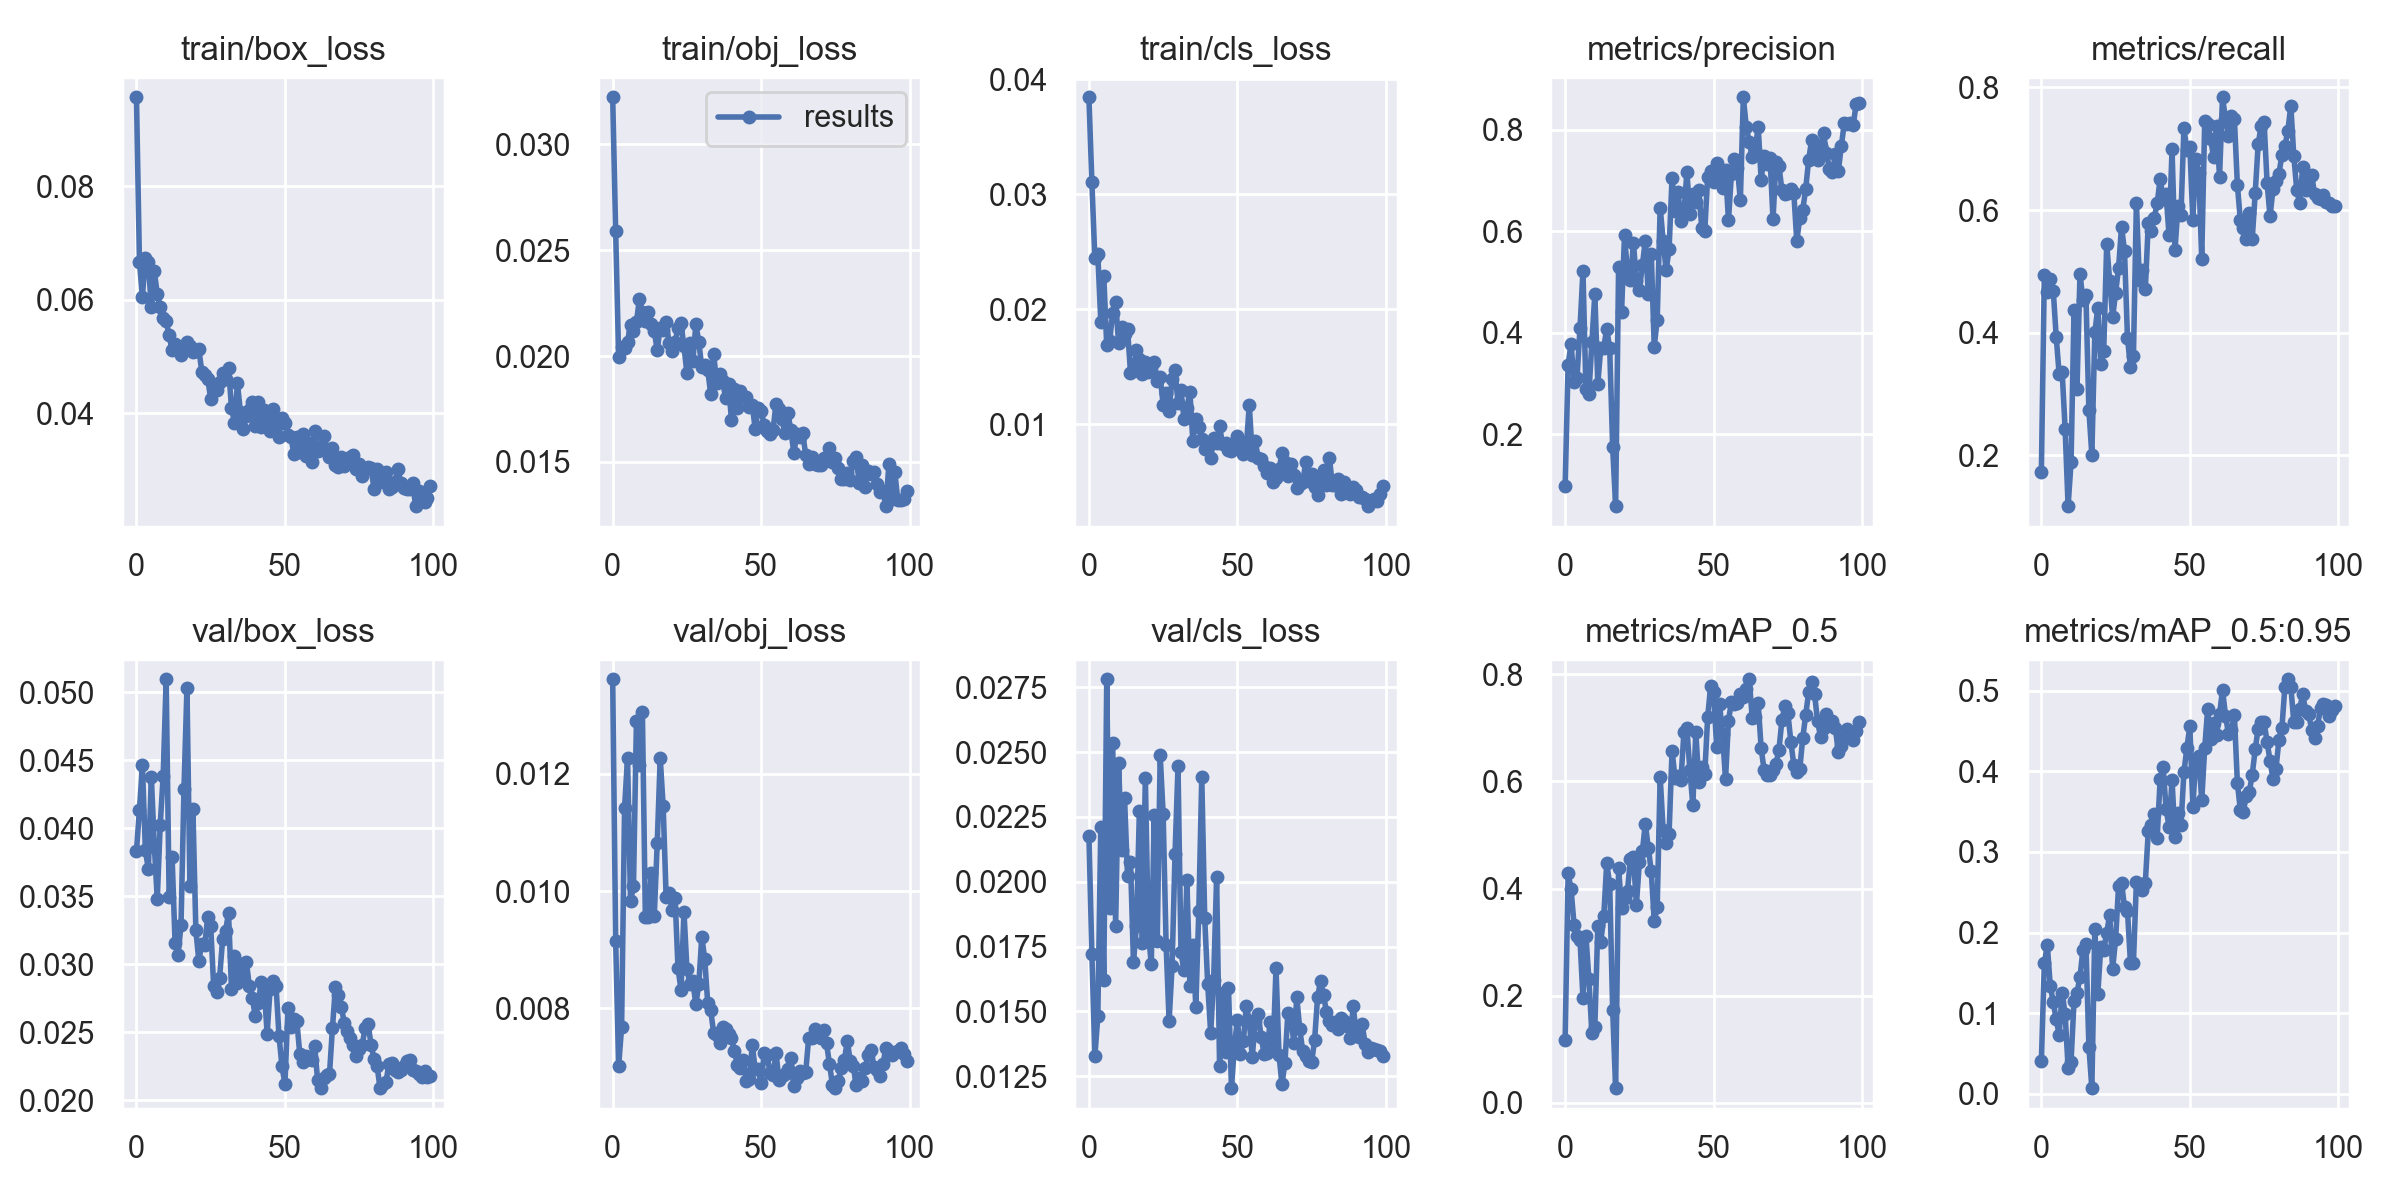 train/box_loss
0.08
0.06
0.04
0 50 100
train/obj_loss
results
0.030
0.025
0.020
0.015
0 50 100
train/cls_loss
0.04
0.03
0.02
0.01
0 50 100
metrics/precision
0.8
0.6
0.4
0.2
0 50 100
metrics/recall
0.8
0.6
0.4
0.2
0 50 100
val/box_loss
0.050
0.045
0.040
0.035
0.030
0.025
0.020
0 50 100
val/obj_loss
0.012
0.010
0.008
0 50 100
val/cls_loss
0.0275
0.0250
0.0225
0.0200
0.0175
0.0150
0.0125
0 50 100
metrics/mAP_0.5
0.8
0.6
0.4
0.2
0.0
0 50 100
metrics/mAP_0.5:0.95
0.5
0.4
0.3
0.2
0.1
0.0
0 50 100